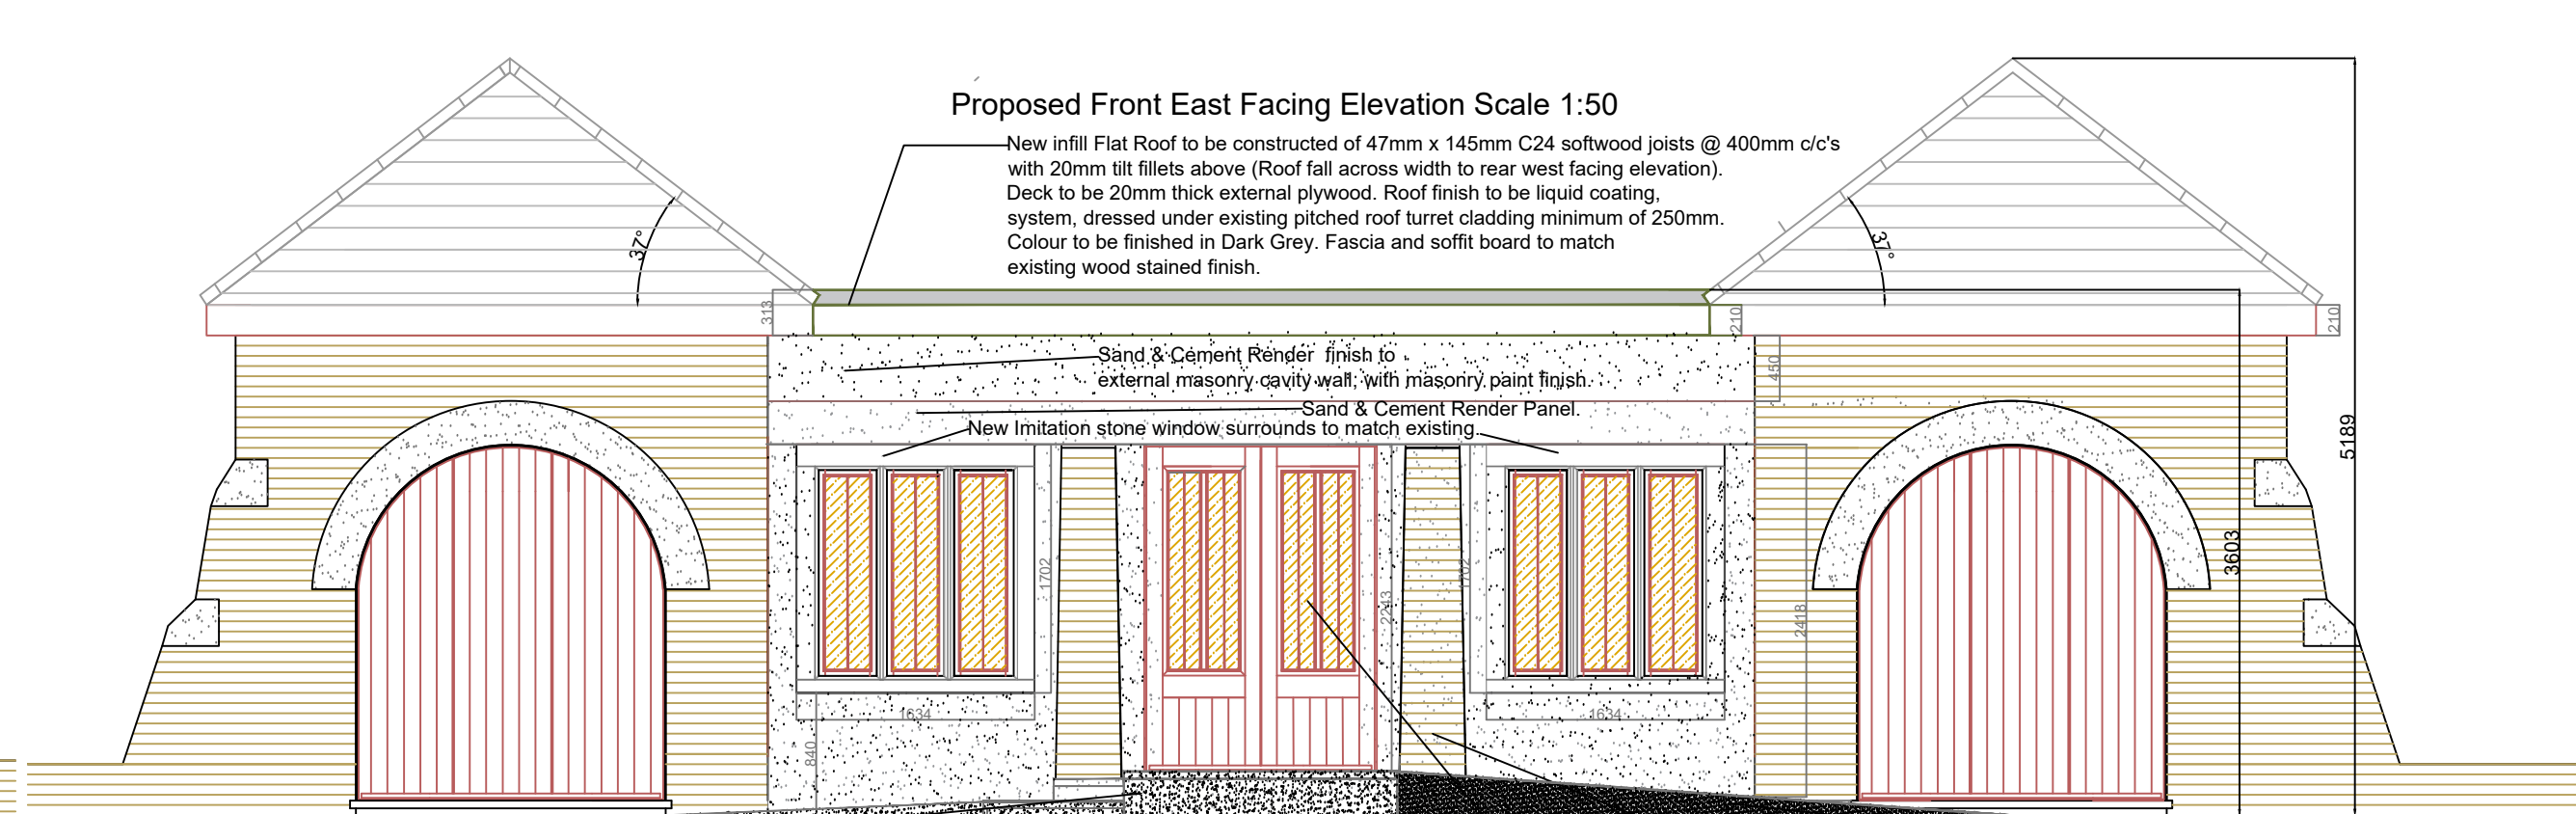 Proposed Front East Facing Elevation Scale 1:50
New infill Flat Roof to be constructed of 47mm x 145mm C24 softwood joists @ 400mm c/c's
with 20mm tilt fillets above (Roof fall across width to rear west facing elevation).
Deck to be 20mm thick external plywood. Roof finish to be liquid coating,
system, dressed under existing pitched roof turret cladding minimum of 250mm.
Colour to be finished in Dark Grey. Fascia and soffit board to match
existing wood stained finish.
37°
37°
313
210
210
Sand & Cement Render finish to
external masonry cavity wall, with masonry paint finish.
450
Sand & Cement Render Panel.
New Imitation stone window surrounds to match existing.
5189
3603
1702
1702
2243
2418
1634
1634
840